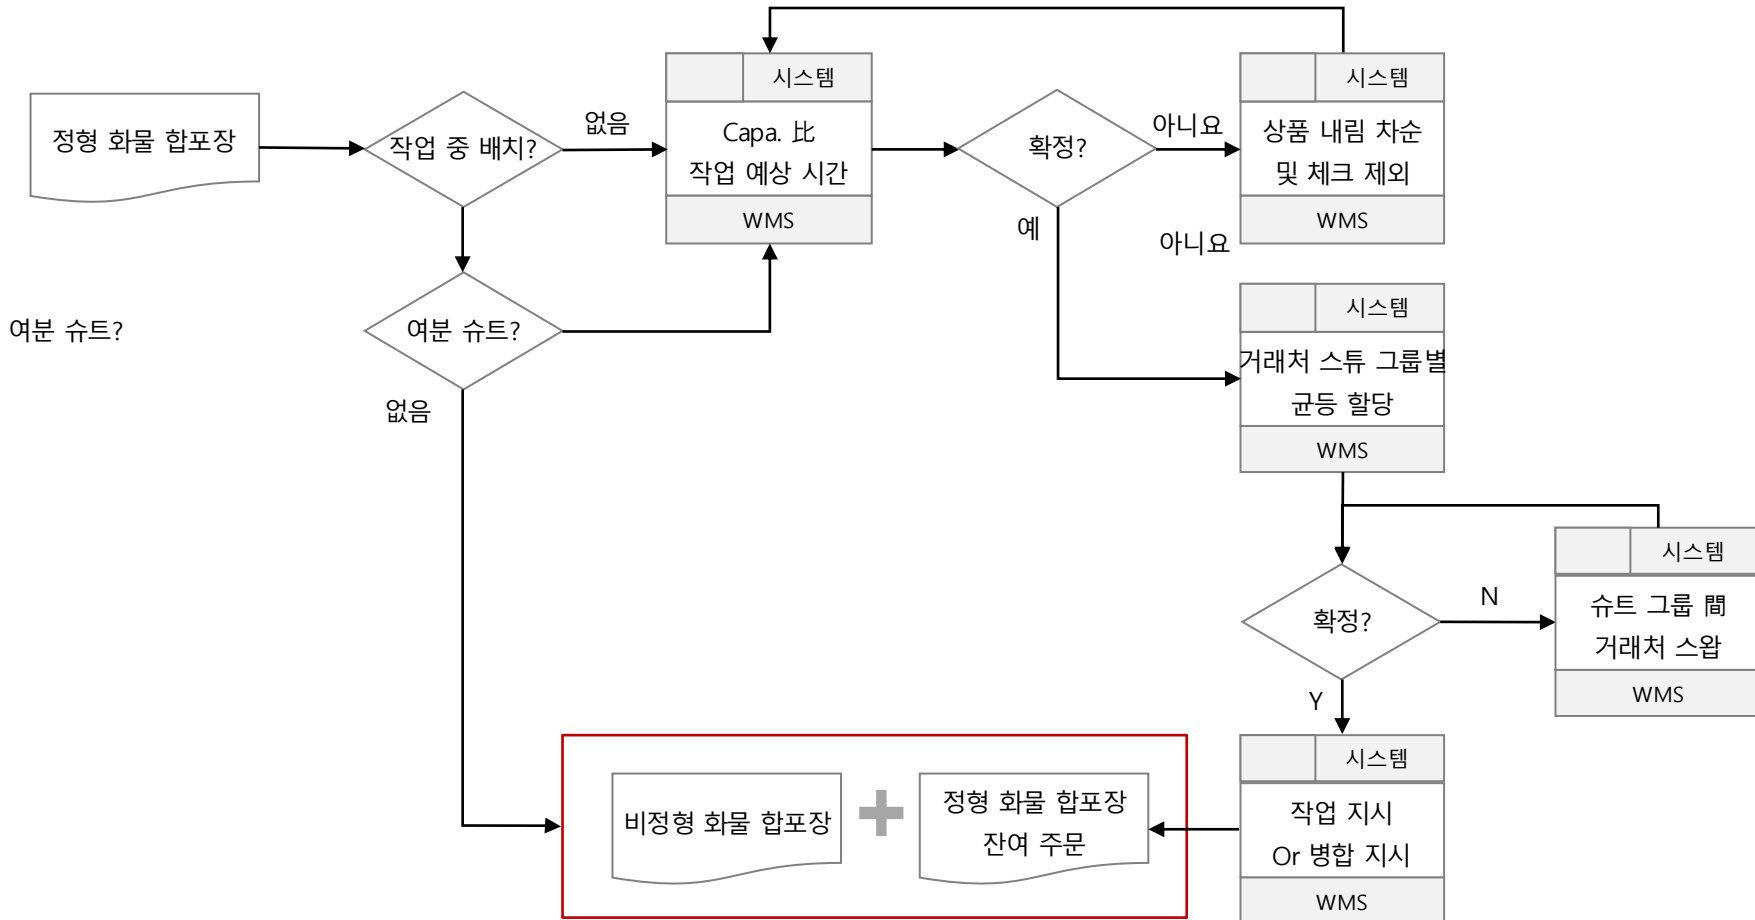 정형 화물 합포장
작업 중 배치?
없음
시스템
Capa. 比
작업 예상 시간
WMS
확정?
아니요
시스템
상품 내림 차순
및 체크 제외
WMS
예
아니요
여분 슈트?
여분 슈트?
없음
시스템
거래처 스튜 그룹별
균등 할당
WMS
확정?
N
시스템
슈트 그룹 間
거래처 스왑
WMS
Y
비정형 화물 합포장
정형 화물 합포장
잔여 주문
시스템
작업 지시
Or 병합 지시
WMS